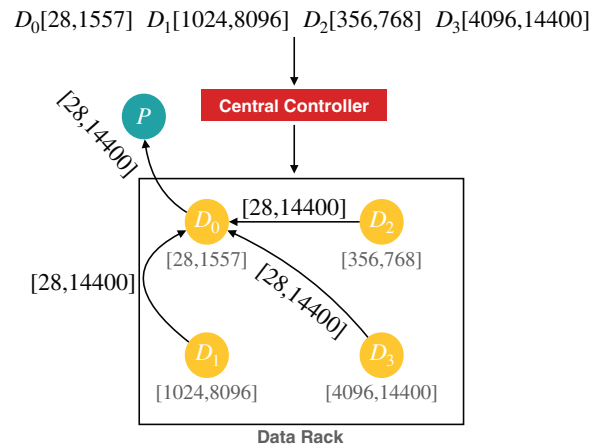 D₀[28,1557] D₁[1024,8096] D₂[356,768] D₃[4096,14400]
Central Controller
P
[28,14400]
D₀
[28,14400]
D₂
[28,1557]
[356,768]
[28,14400]
[28,14400]
D₁
D₃
[1024,8096]
[4096,14400]
Data Rack